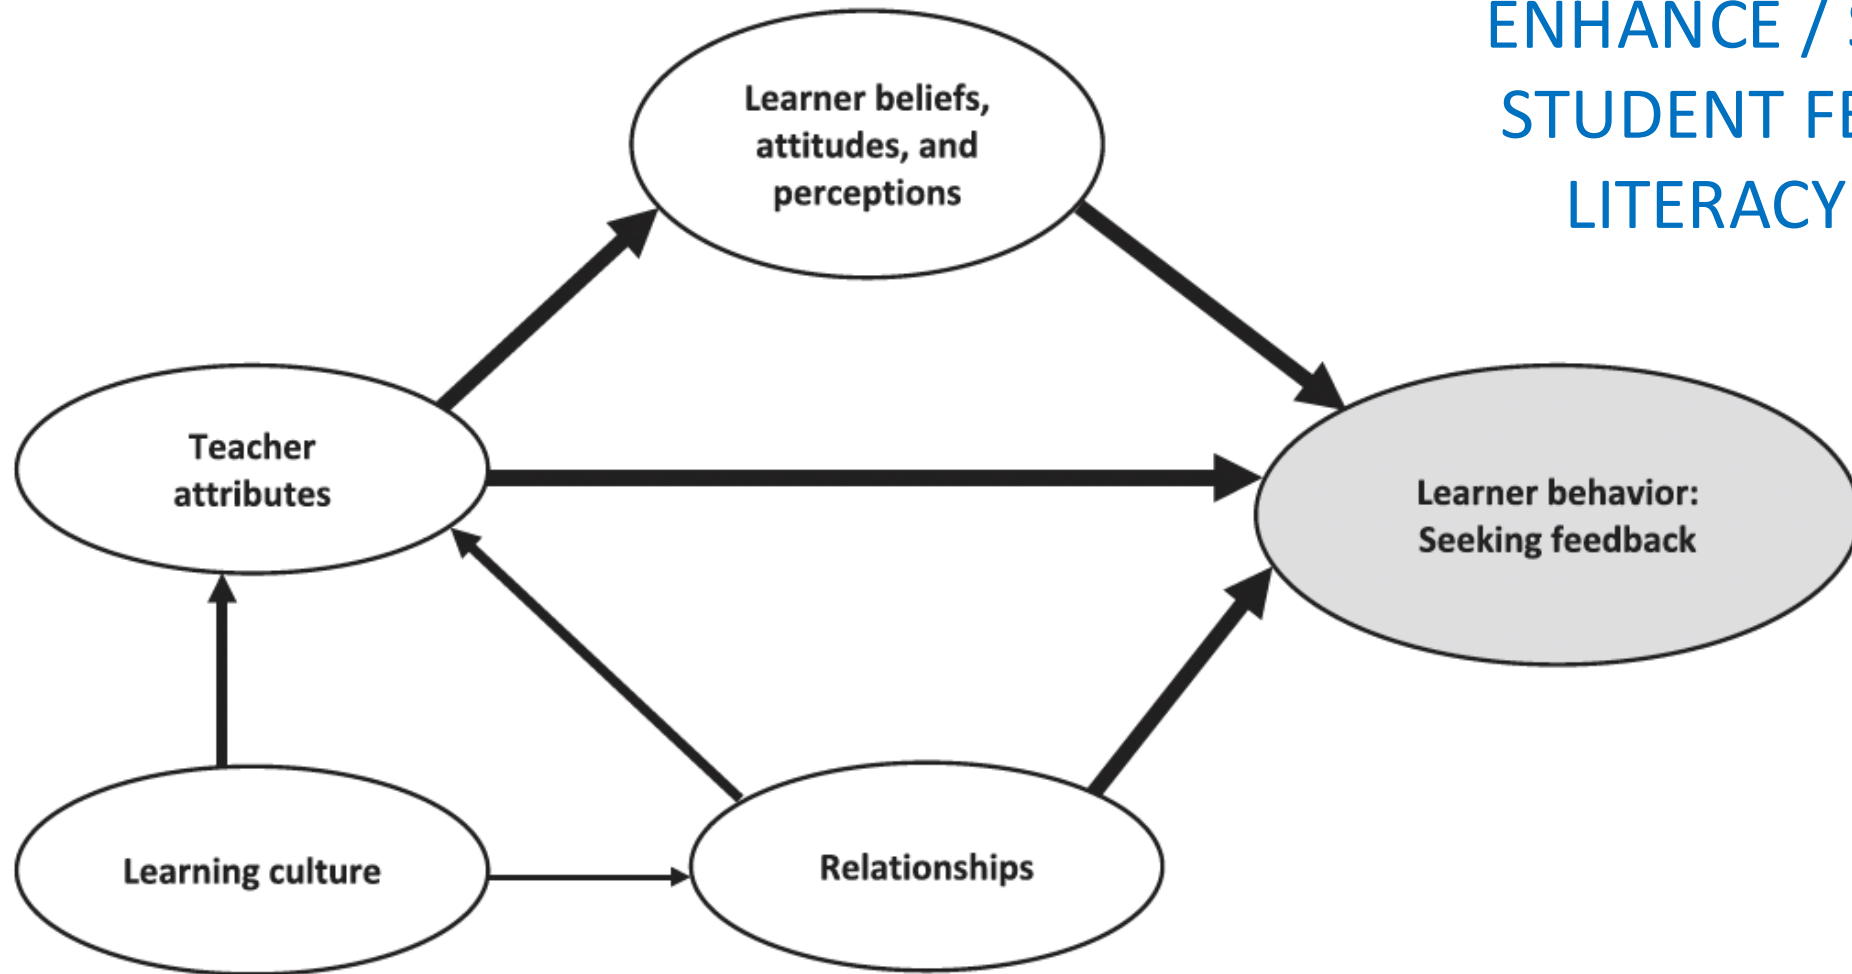 ENHANCE /
STUDENT
LITERACY
Learner beliefs,
attitudes, and
perceptions
Teacher
attributes
Learner behavior:
Seeking feedback
Learning culture
Relationships